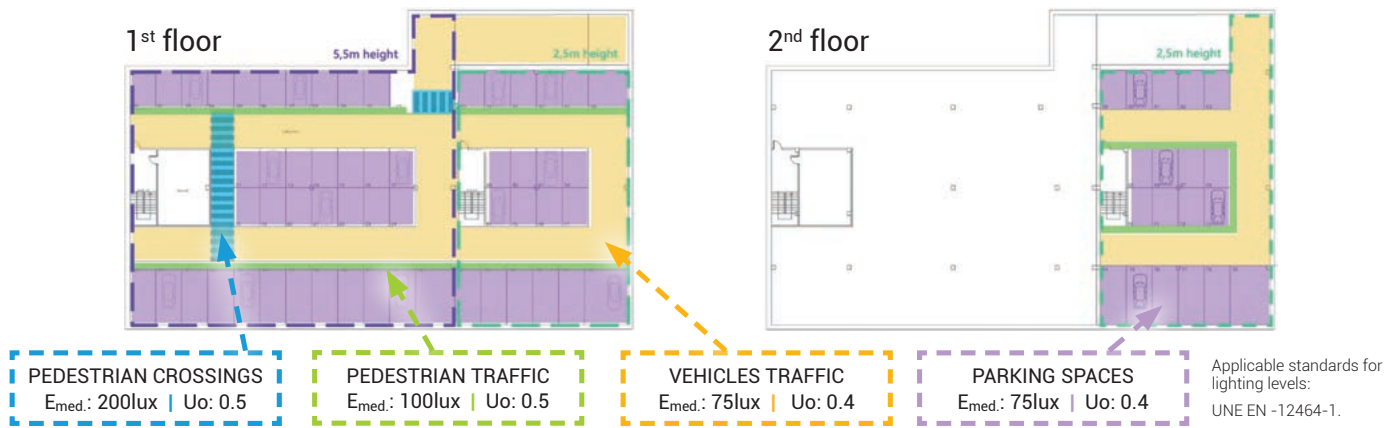 1st floor
5,5m height
2,5m height
2nd floor
2,5m height
PEDESTRIAN CROSSINGS
Emed.: 200lux | Uo: 0.5
PEDESTRIAN TRAFFIC
Emed.: 100lux | Uo: 0.5
VEHICLES TRAFFIC
Emed.: 75lux | Uo: 0.4
PARKING SPACES
Emed.: 75lux | Uo: 0.4
Applicable standards for
lighting levels:
UNE EN -12464-1.